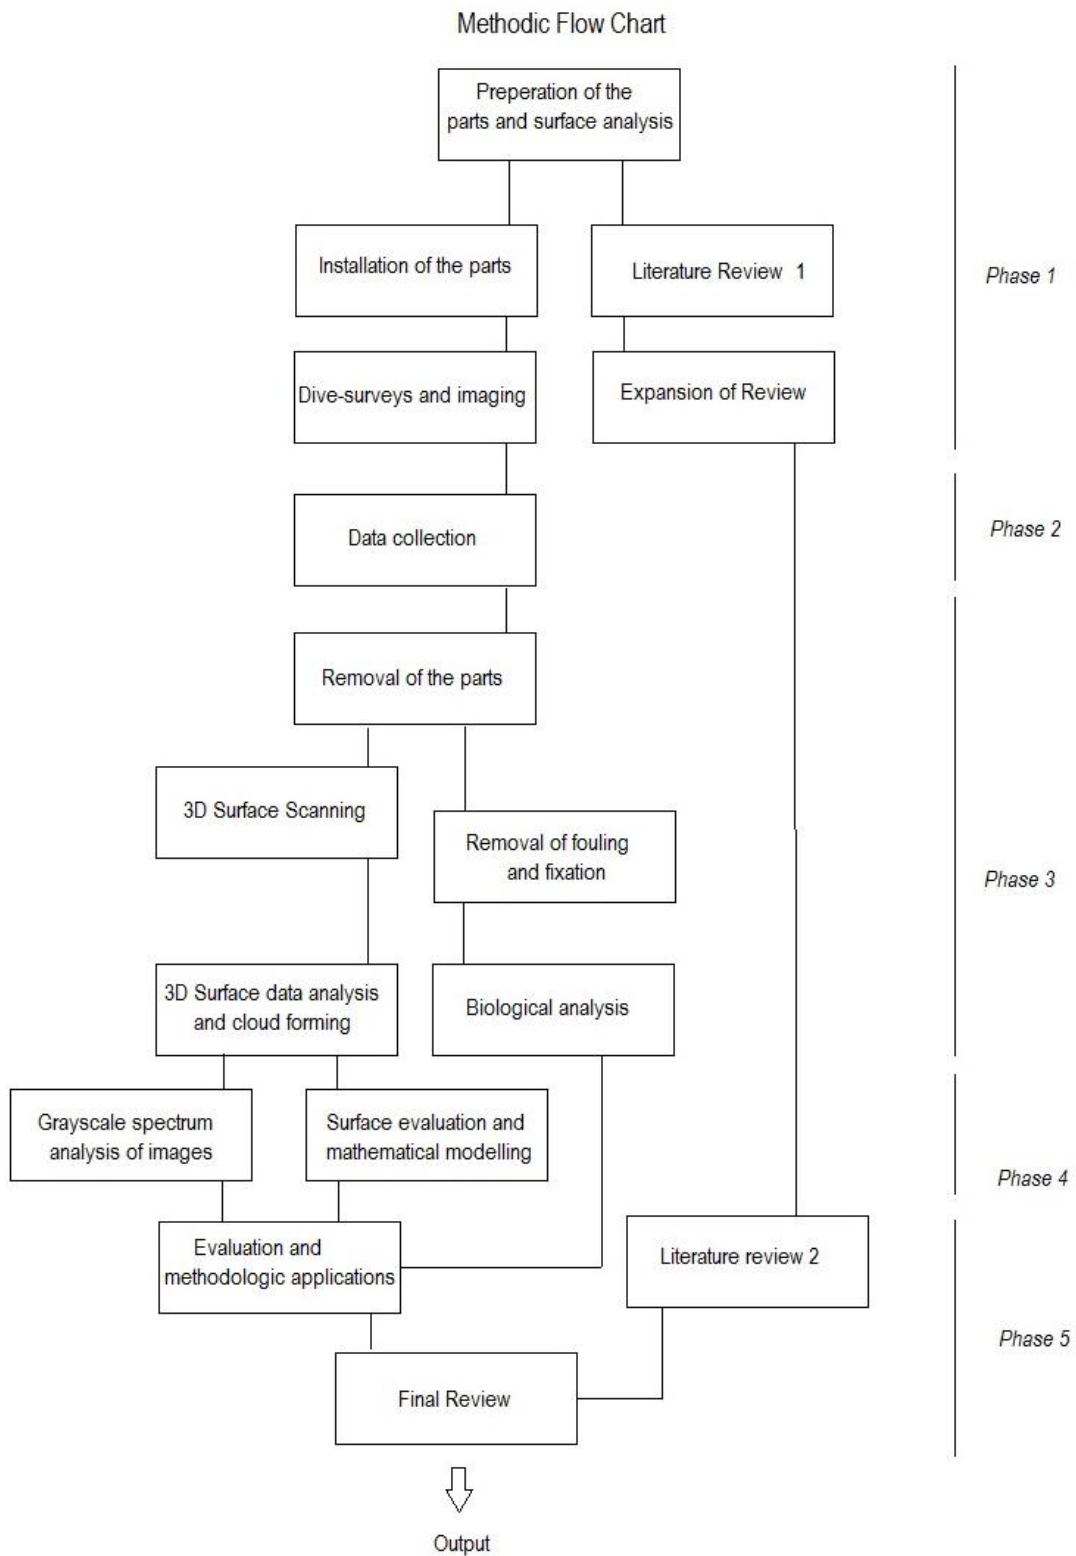 Methodic Flow Chart
Preperation of the
parts and surface analysis
Installation of the parts
Literature Review 1
Phase 1
Dive-surveys and imaging
Expansion of Review
Data collection
Phase 2
Removal of the parts
3D Surface Scanning
Removal of fouling
and fixation
Phase 3
3D Surface data analysis
and cloud forming
Biological analysis
Grayscale spectrum
analysis of images
Surface evaluation and
mathematical modelling
Phase 4
Evaluation and
methodologic applications
Literature review 2
Phase 5
Final Review
Output